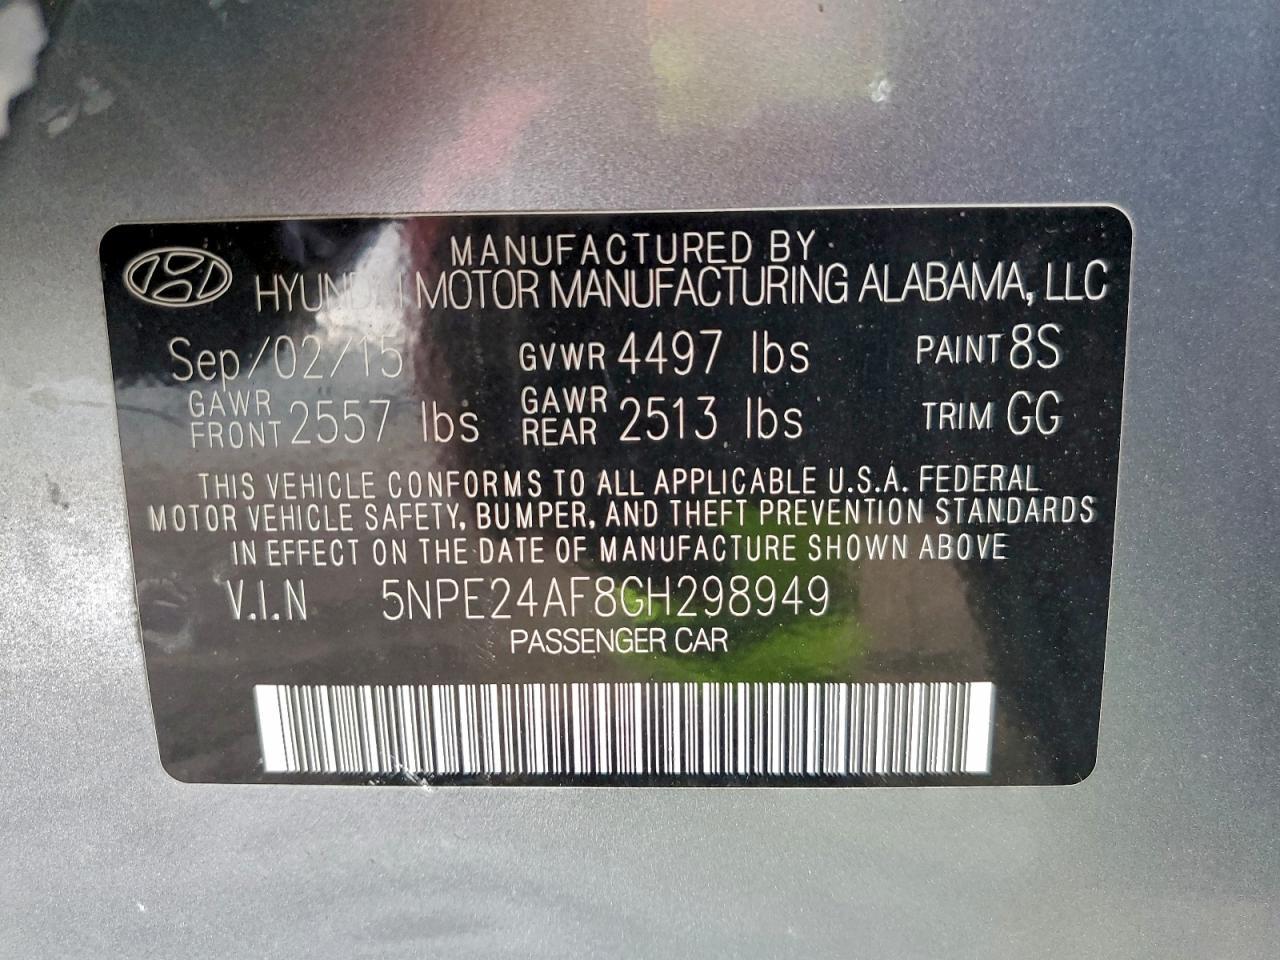 MANUFACTURED BY
HYUNDAI MOTOR MANUFACTURING ALABAMA, LLC
Sep/02/15 GVWR 4497 lbs PAINT 8S
GAWR FRONT 2557 lbs GAWR REAR 2513 lbs TRIM GG
THIS VEHICLE CONFORMS TO ALL APPLICABLE U.S.A. FEDERAL
MOTOR VEHICLE SAFETY, BUMPER, AND THEFT PREVENTION STANDARDS
IN EFFECT ON THE DATE OF MANUFACTURE SHOWN ABOVE
V.I.N 5NPE24AF8GH298949
PASSENGER CAR